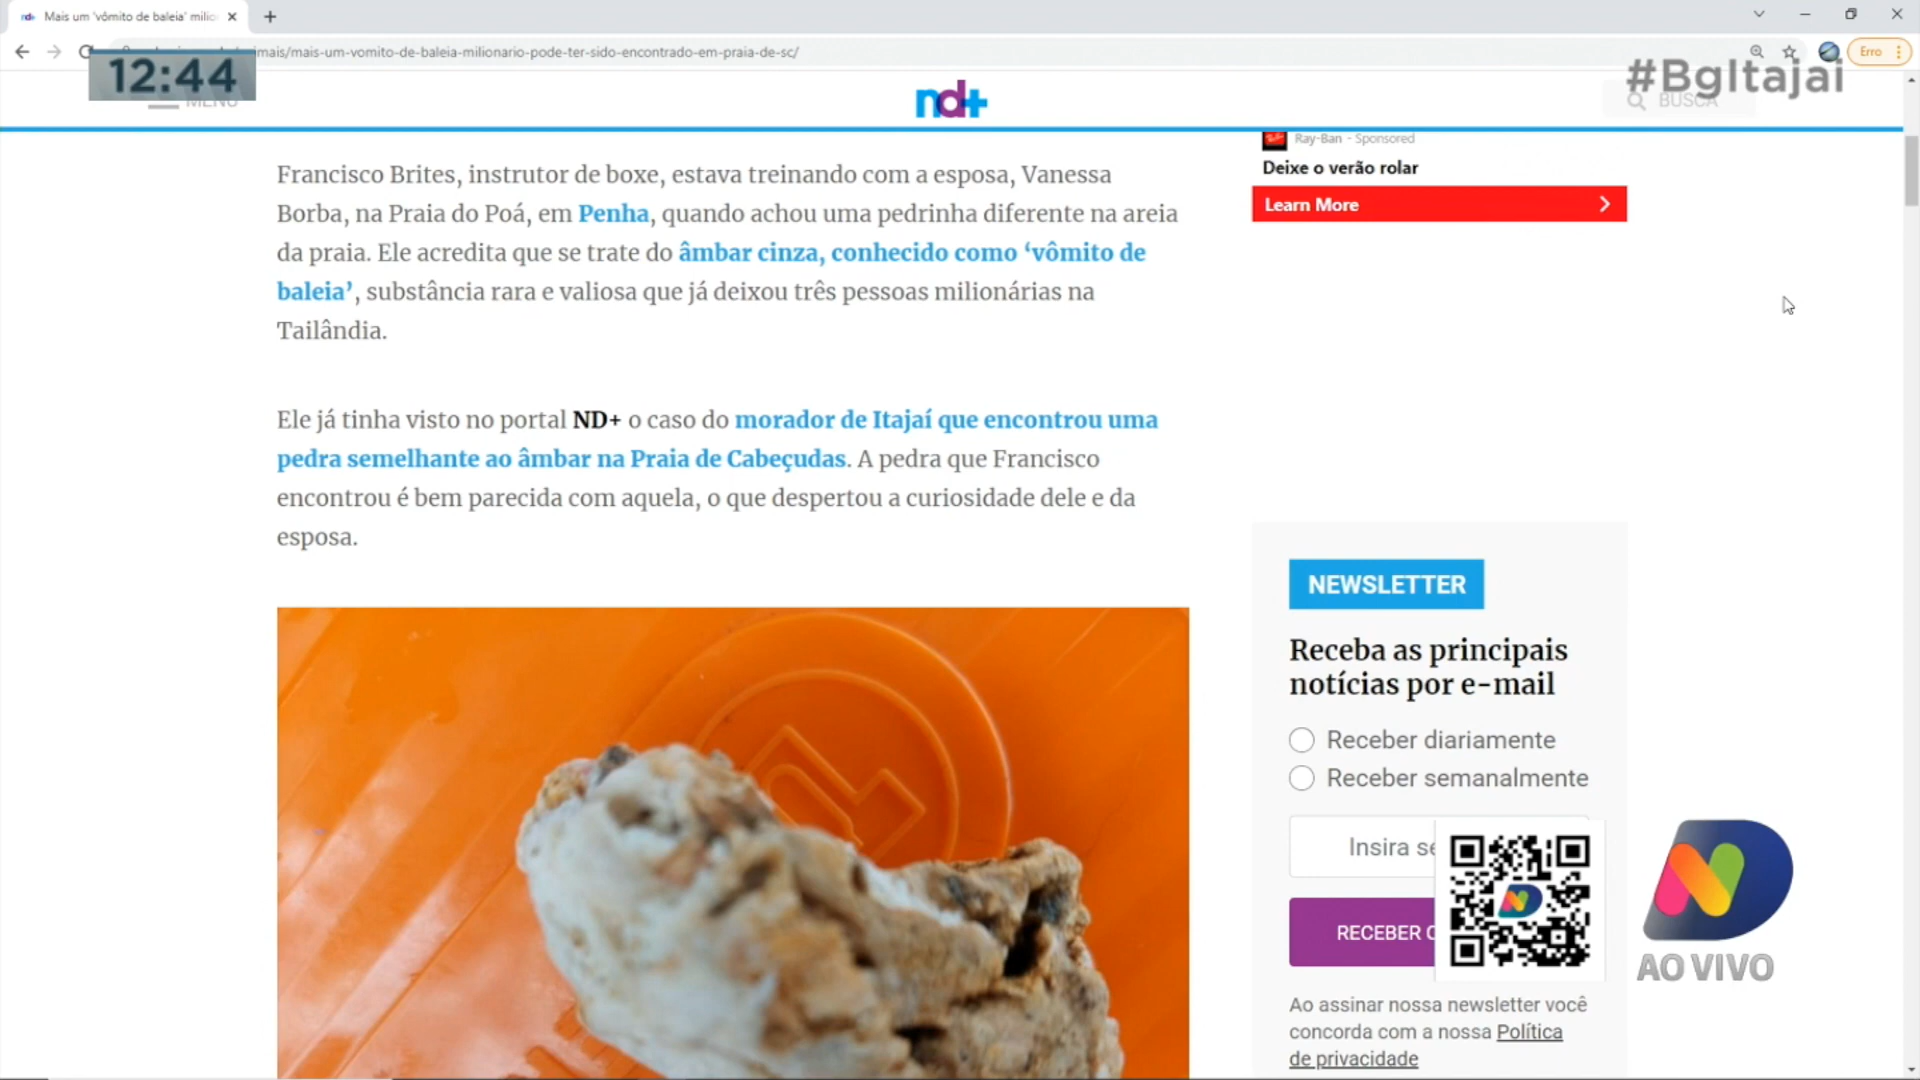 Mais um 'vômito de baleia' milio
mais/mais-um-vomito-de-baleia-milionario-pode-ter-sido-encontrado-em-praia-de-sc/
Erro
12:44
#BgItajai
MENU
nd+
BUSCA
Ray-Ban - Sponsored
Deixe o verão rolar
Learn More
Francisco Brites, instrutor de boxe, estava treinando com a esposa, Vanessa
Borba, na Praia do Poá, em Penha, quando achou uma pedrinha diferente na areia
da praia. Ele acredita que se trate do âmbar cinza, conhecido como ‘vômito de
baleia’, substância rara e valiosa que já deixou três pessoas milionárias na
Tailândia.
Ele já tinha visto no portal ND+ o caso do morador de Itajaí que encontrou uma
pedra semelhante ao âmbar na Praia de Cabeçudas. A pedra que Francisco
encontrou é bem parecida com aquela, o que despertou a curiosidade dele e da
esposa.
NEWSLETTER
Receba as principais
notícias por e-mail
Receber diariamente
Receber semanalmente
Insira se
RECEBER
AO VIVO
Ao assinar nossa newsletter você
concorda com a nossa Política
de privacidade